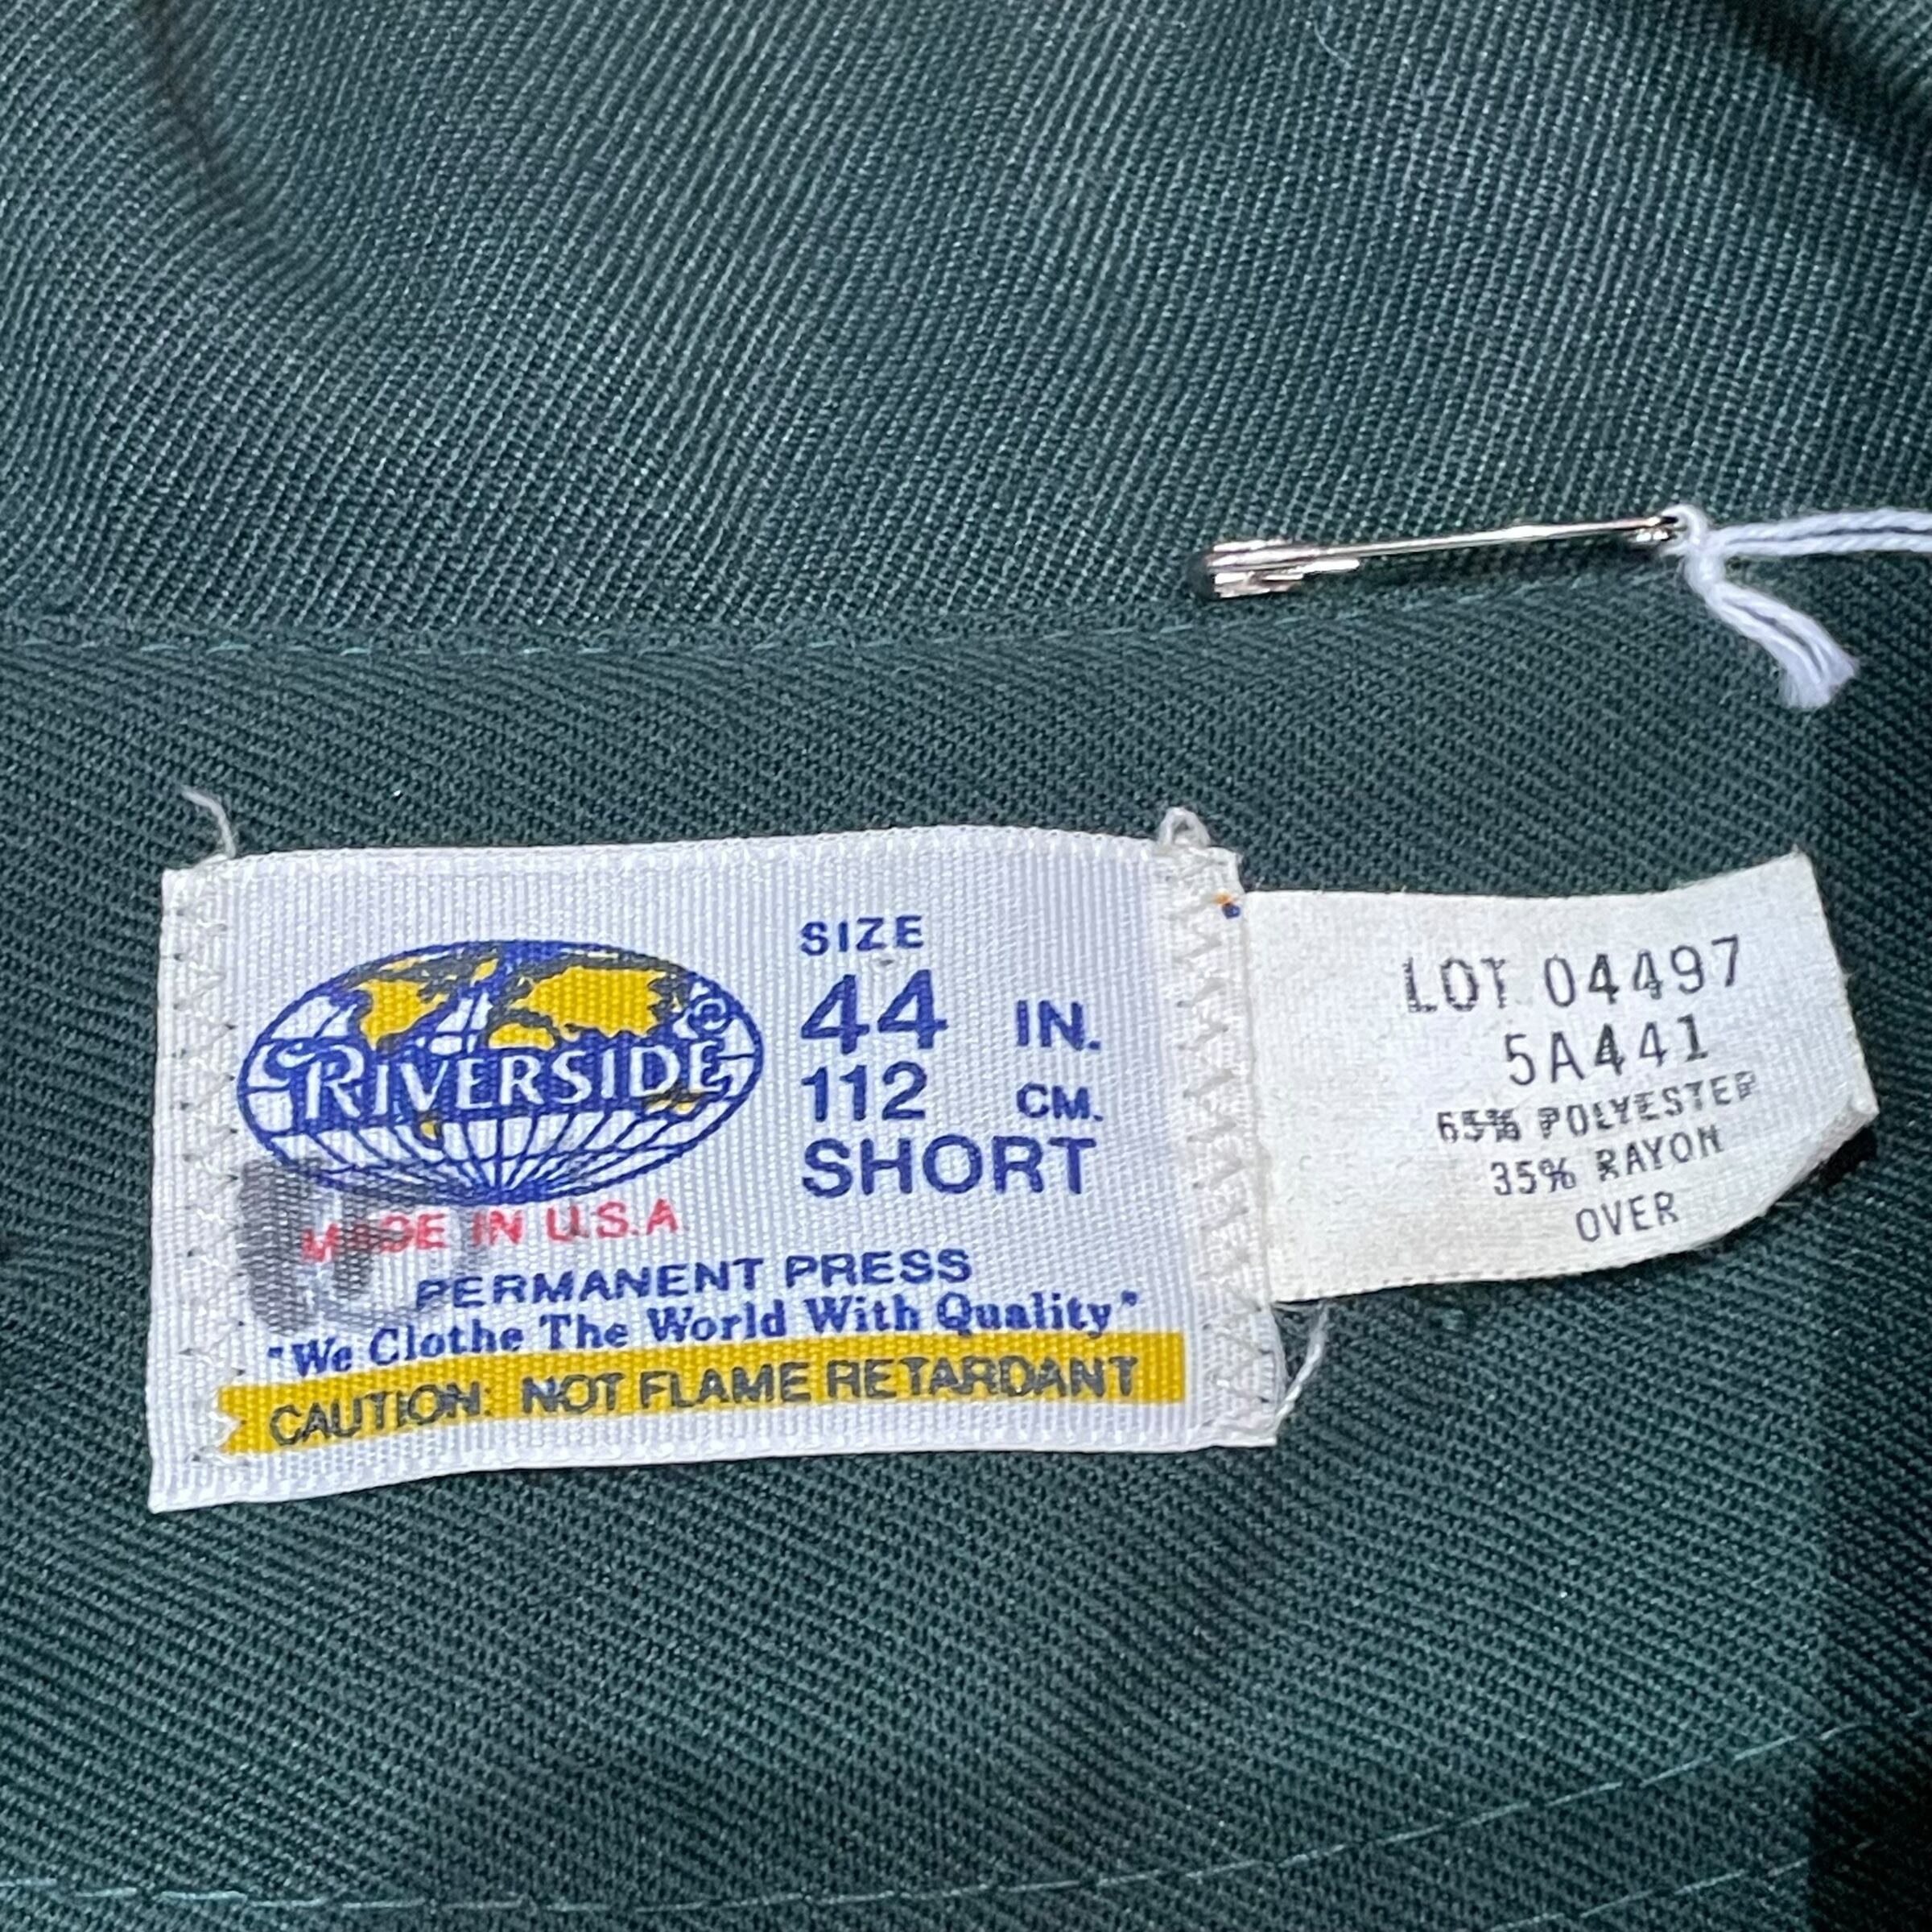 RIVERSIDE ®
SIZE
44 IN.
112 CM.
SHORT
MADE IN U.S.A.
PERMANENT PRESS
"We Clothe The World With Quality"
CAUTION: NOT FLAME RETARDANT
LOT 04497
5A441
65% POLYESTER
35% RAYON
OVER